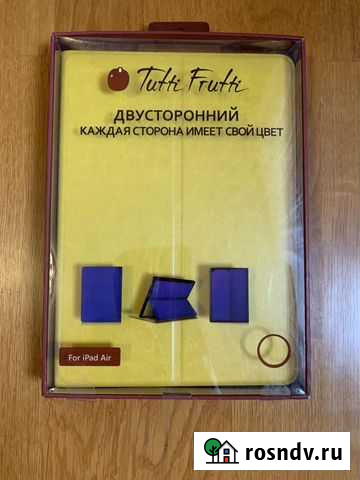 Tutti Frutti
ДВУСТОРОННИЙ
КАЖДАЯ СТОРОНА ИМЕЕТ СВОЙ ЦВЕТ
For iPad Air
rosndv.ru